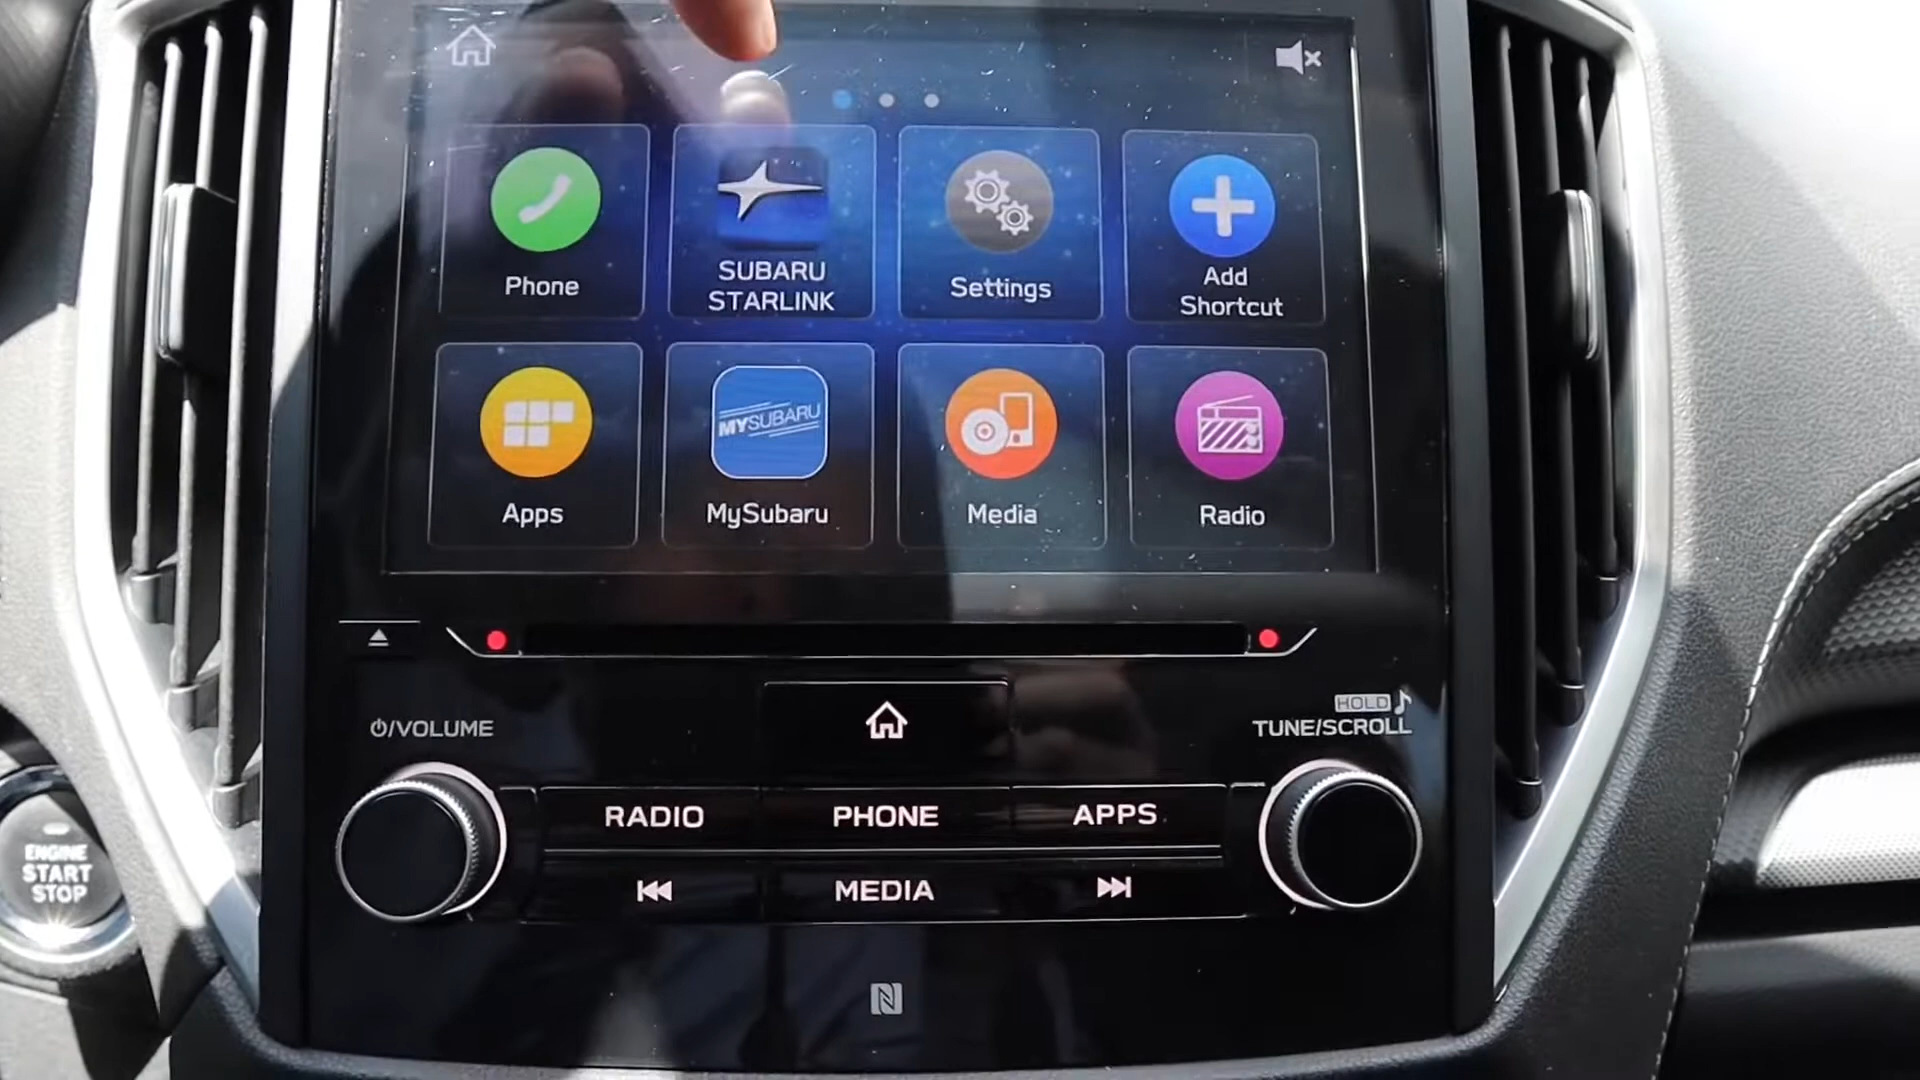 Phone
SUBARU
STARLINK
Settings
Add
Shortcut
Apps
MYSUBARU
MySubaru
Media
Radio
HOLD
/VOLUME
TUNE/SCROLL
RADIO
PHONE
APPS
MEDIA
ENGINE
START
STOP
N